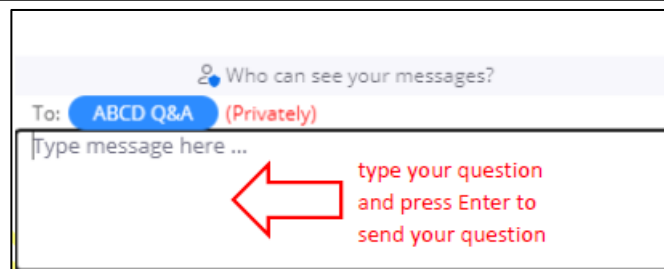 Who can see your messages?
To: ABCD Q&A (Privately)
Type message here ...
type your question
and press Enter to
send your question